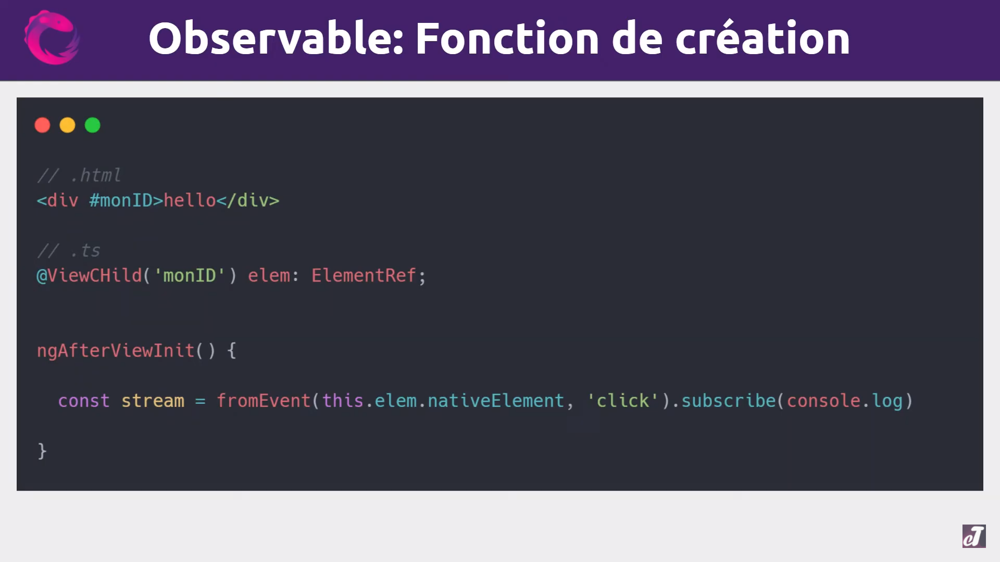 Observable: Fonction de création
// .html
<div #monID>hello</div>
// .ts
@ViewCHild('monID') elem: ElementRef;
ngAfterViewInit() {
const stream = fromEvent(this.elem.nativeElement, 'click').subscribe(console.log)
}
eT